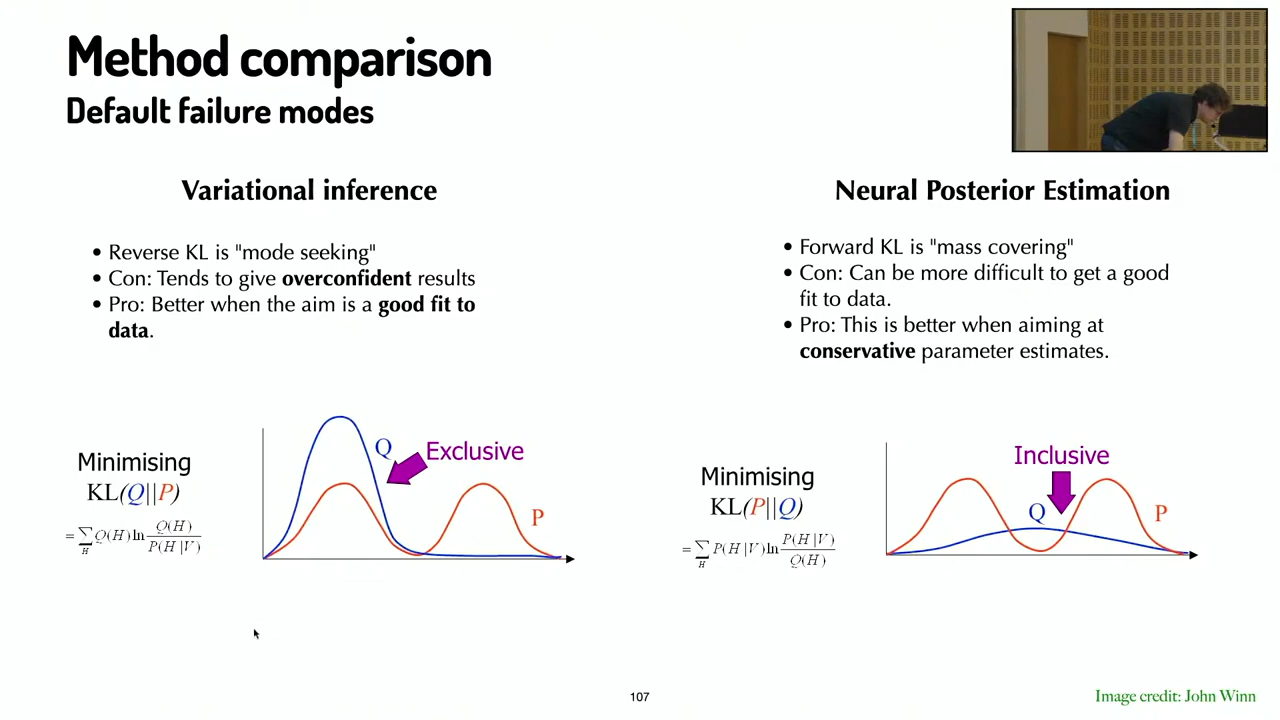 Method comparison
Default failure modes
Variational inference
• Reverse KL is "mode seeking"
• Con: Tends to give overconfident results
• Pro: Better when the aim is a good fit to
data.
Neural Posterior Estimation
• Forward KL is "mass covering"
• Con: Can be more difficult to get a good
fit to data.
• Pro: This is better when aiming at
conservative parameter estimates.
Minimising
KL(Q||P)
= ∑_H Q(H) ln Q(H)/P(H|V)
Q
Exclusive
P
Minimising
KL(P||Q)
= ∑_H P(H|V) ln P(H|V)/Q(H)
Inclusive
Q
P
107
Image credit: John Winn